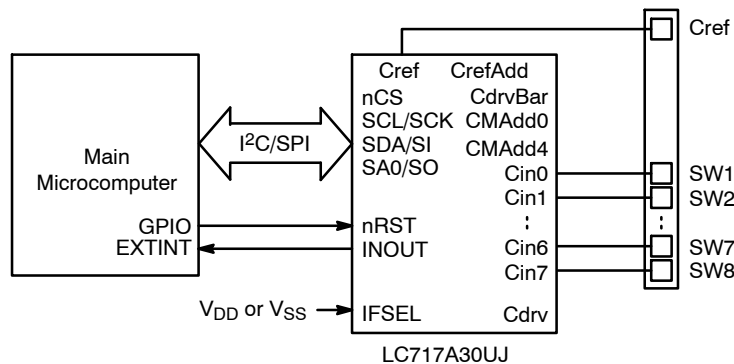 Cref
Cref CrefAdd
nCS CdrvBar
SCL/SCK CMAdd0
SDA/SI CMAdd4
SA0/SO
I²C/SPI
Main
Microcomputer
Cin0 SW1
Cin1 SW2
GPIO nRST
EXTINT INOUT Cin6 SW7
Cin7 SW8
VDD or VSS IFSEL Cdrv
LC717A30UJ